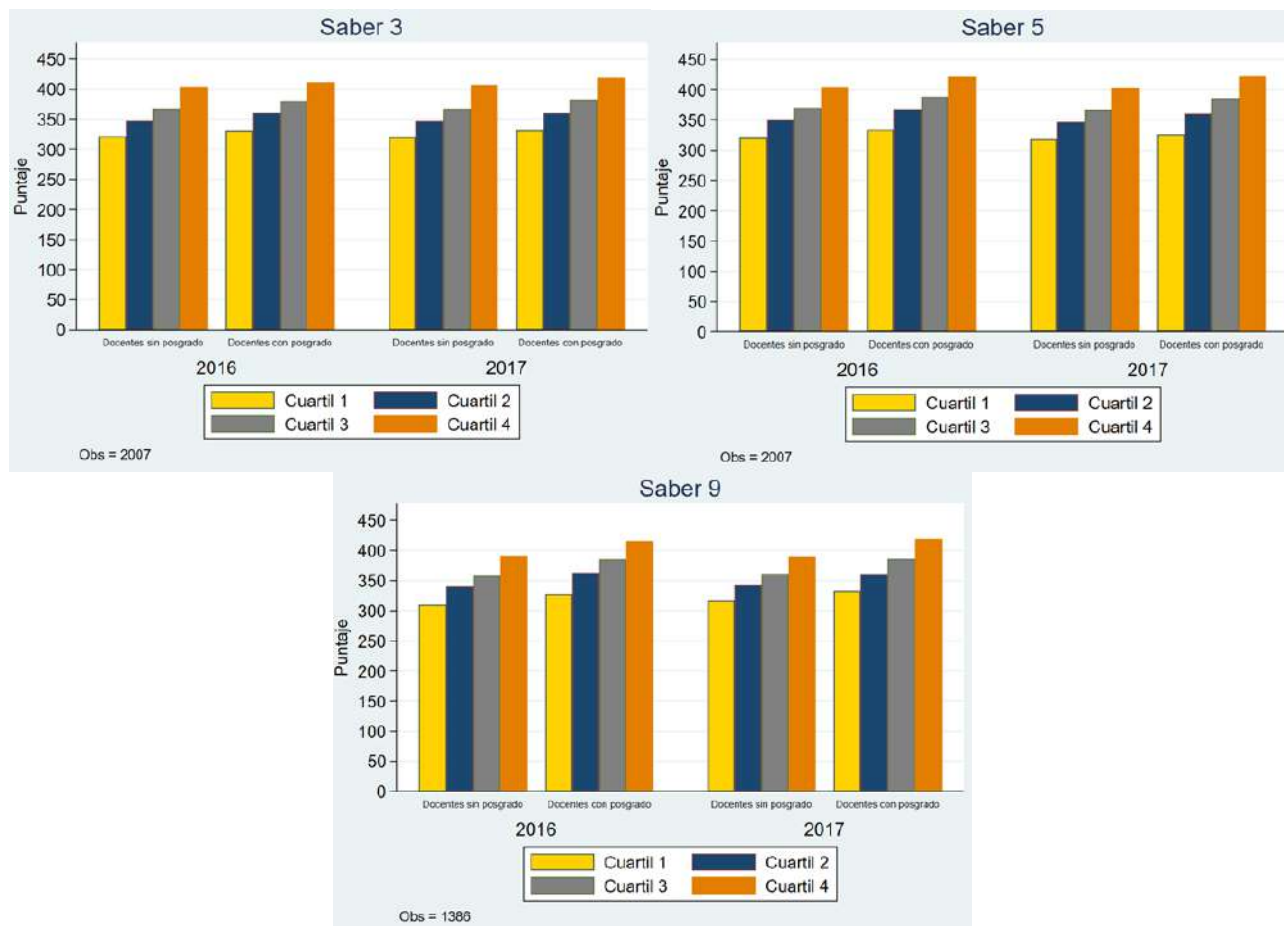 Saber 3
Puntaje
450
400
350
300
250
200
150
100
50
0
Docentes sin posgrado Docentes con posgrado Docentes sin posgrado Docentes con posgrado
2016 2017
Cuartil 1 Cuartil 2
Cuartil 3 Cuartil 4
Obs = 2007
Saber 5
Puntaje
450
400
350
300
250
200
150
100
50
0
Docentes sin posgrado Docentes con posgrado Docentes sin posgrado Docentes con posgrado
2016 2017
Cuartil 1 Cuartil 2
Cuartil 3 Cuartil 4
Obs = 2007
Saber 9
Puntaje
450
400
350
300
250
200
150
100
50
0
Docentes sin posgrado Docentes con posgrado Docentes sin posgrado Docentes con posgrado
2016 2017
Cuartil 1 Cuartil 2
Cuartil 3 Cuartil 4
Obs = 1386